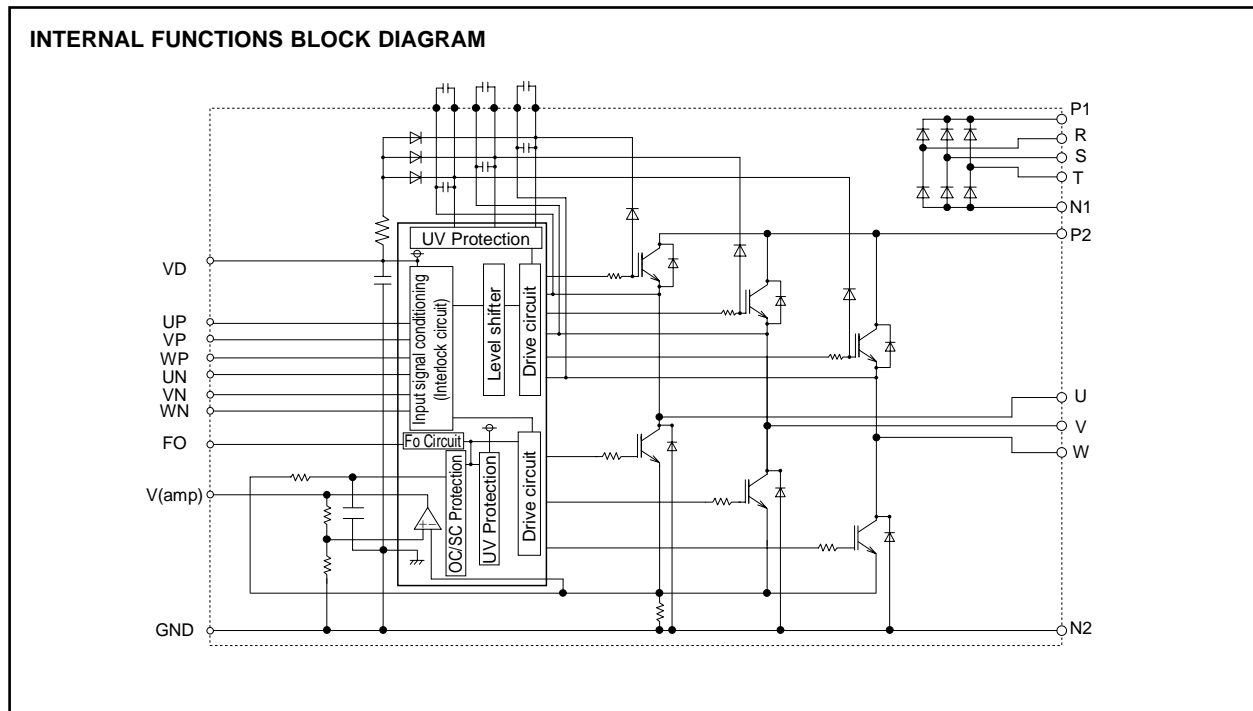 INTERNAL FUNCTIONS BLOCK DIAGRAM
P1
R
S
T
N1
P2
UV Protection
VD
UP
VP
WP
UN
VN
WN
FO
V(amp)
GND
Input signal conditioning
(Interlock circuit)
Level shifter
Drive circuit
Fo Circuit
OC/SC Protection
UV Protection
Drive circuit
U
V
W
N2